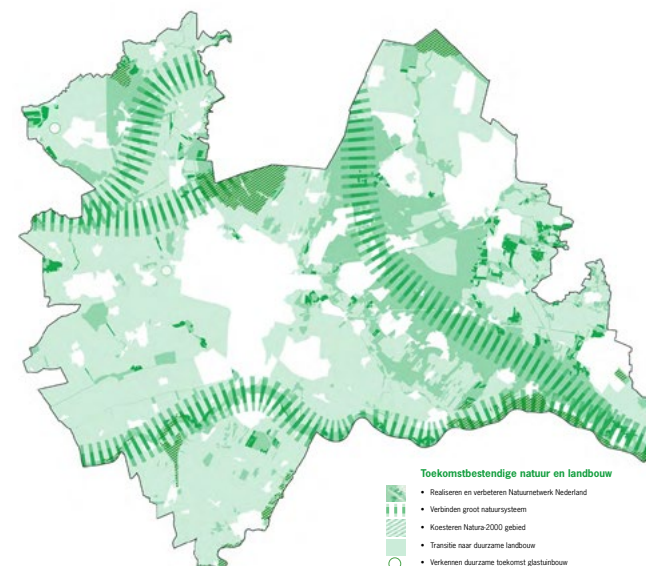 Toekomstbestendige natuur en landbouw
• Realiseren en verbeteren Natuurnetwerk Nederland
• Verbinden groot natuursysteem
• Koesteren Natura-2000 gebied
• Transitie naar duurzame landbouw
• Verkennen duurzame toekomst glastuinbouw